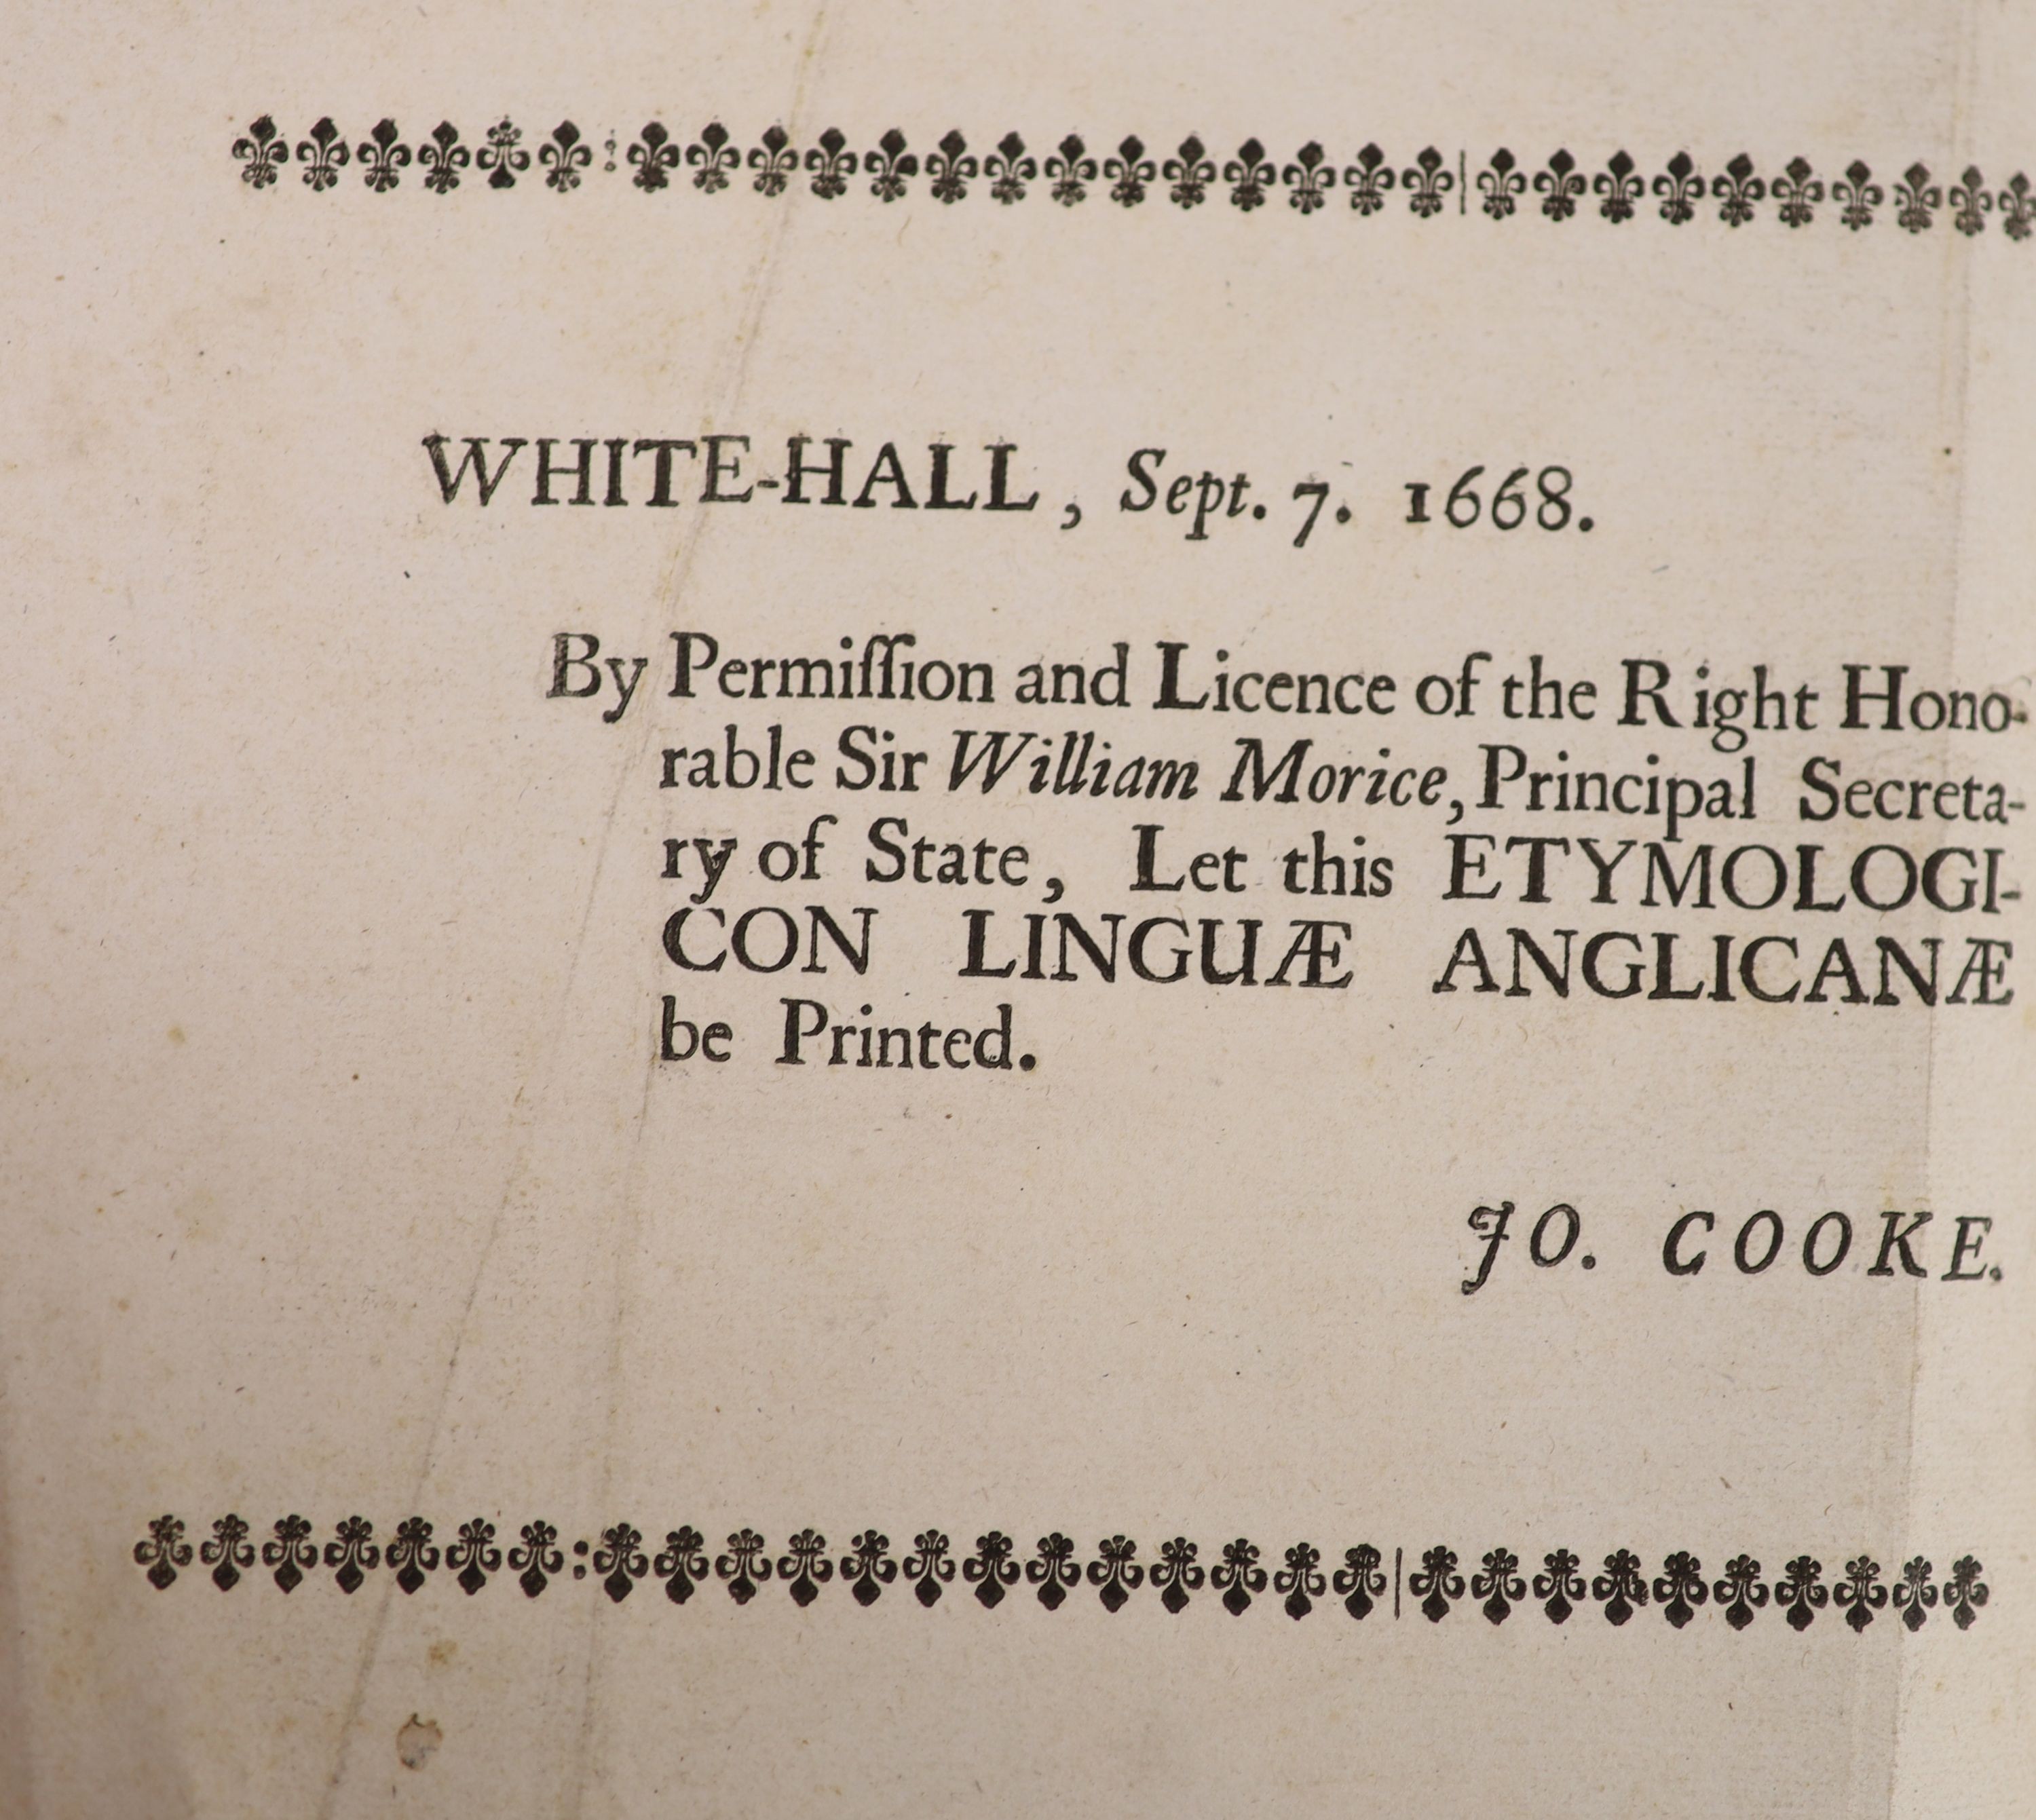 WHITE-HALL, Sept. 7. 1668.
By Permiſſion and Licence of the Right Hono-
rable Sir William Morice, Principal Secreta-
ry of State, Let this ETYMOLOGI-
CON LINGUÆ ANGLICANÆ
be Printed.
JO. COOKE.